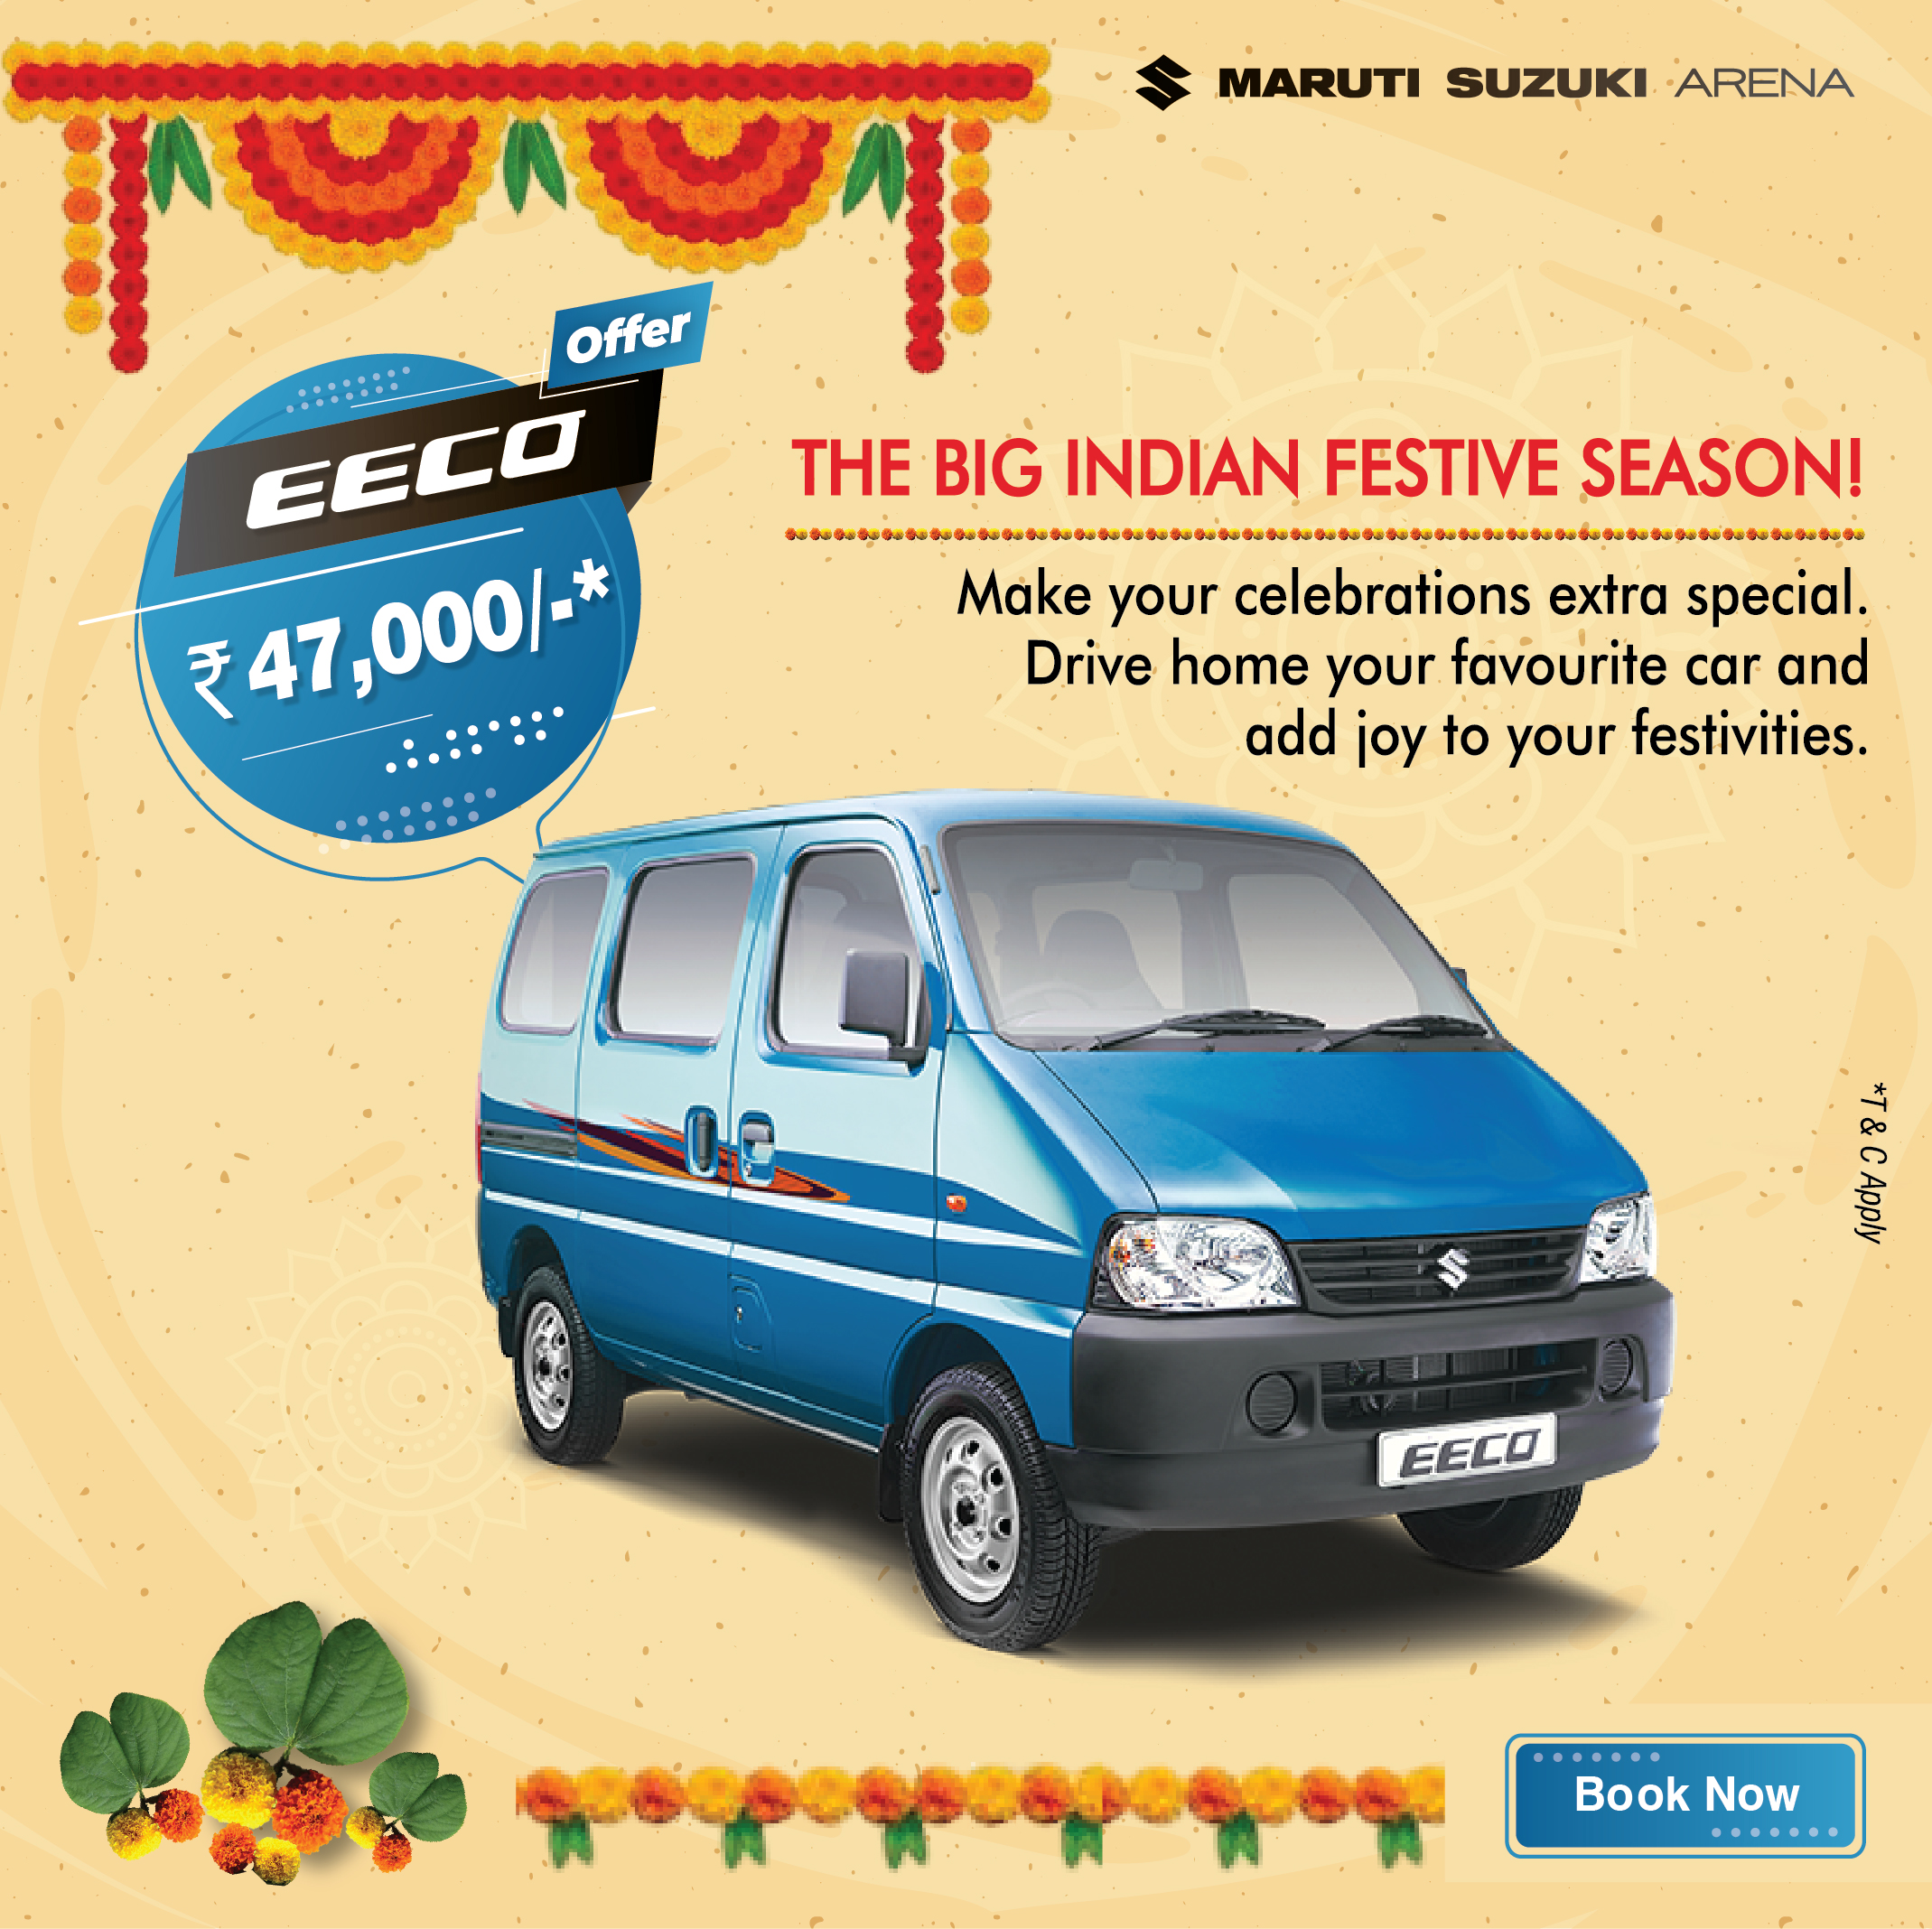 MARUTI SUZUKI ARENA
Offer
EECO
₹ 47,000/-*
THE BIG INDIAN FESTIVE SEASON!
Make your celebrations extra special.
Drive home your favourite car and
add joy to your festivities.
*T & C Apply
EECO
Book Now